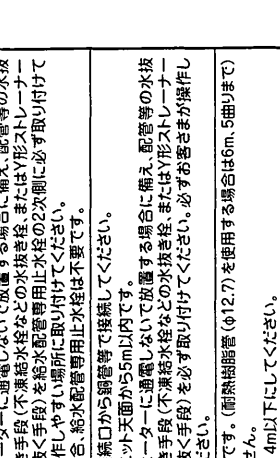 ーターに通電しないで放置する場合に備え、配管等の水抜
き手段(不凍結水栓などの水抜き栓、またはY形ストレーナー
抜く手段)を給水配管専用止水栓の2次側に必ず取り付けて
作しやすい場所に取り付けてください。
合、給水配管専用止水栓は不要です。
続口から銅管等で接続してください。
ット天面から5m以内です。
ーターに通電しないで放置する場合に備え、配管等の水抜
き手段(不凍結水栓などの水抜き栓、またはY形ストレーナー
抜く手段)を必ず取り付けてください。必ずお客さまが操作し
ださい。
です。(耐熱樹脂管(φ12.7)を使用する場合は6m、5曲りまで)
せん。
4m以下にしてください。